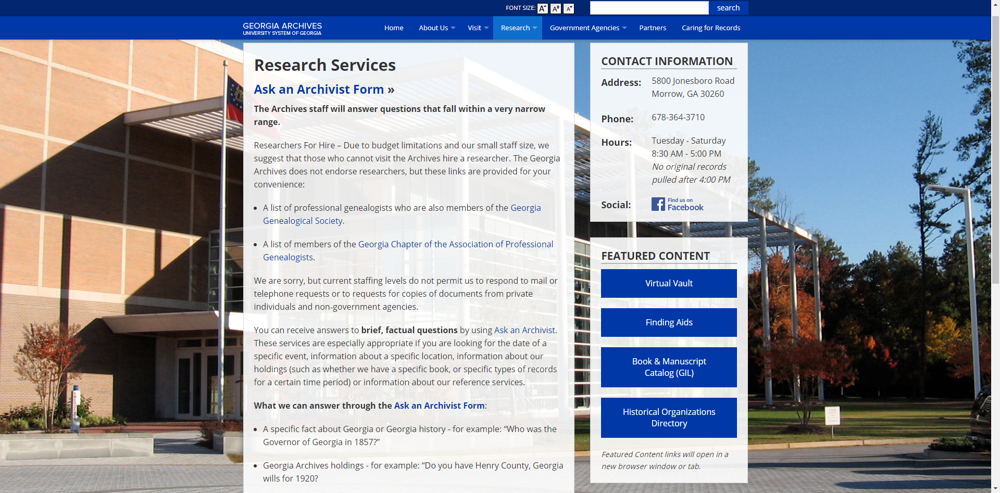 FONT SIZE: A A A
search
GEORGIA ARCHIVES
UNIVERSITY SYSTEM OF GEORGIA
Home About Us Visit Research Government Agencies Partners Caring for Records
Research Services
Ask an Archivist Form »
The Archives staff will answer questions that fall within a very narrow
range.
Researchers For Hire – Due to budget limitations and our small staff size, we
suggest that those who cannot visit the Archives hire a researcher. The Georgia
Archives does not endorse researchers, but these links are provided for your
convenience:
• A list of professional genealogists who are also members of the Georgia
Genealogical Society.
• A list of members of the Georgia Chapter of the Association of Professional
Genealogists.
We are sorry, but current staffing levels do not permit us to respond to mail or
telephone requests or to requests for copies of documents from private
individuals and non-government agencies.
You can receive answers to brief, factual questions by using Ask an Archivist.
These services are especially appropriate if you are looking for the date of a
specific event, information about a specific location, information about our
holdings (such as whether we have a specific book, or specific types of records
for a certain time period) or information about our reference services.
What we can answer through the Ask an Archivist Form:
• A specific fact about Georgia or Georgia history - for example: “Who was the
Governor of Georgia in 1857?”
• Georgia Archives holdings - for example: “Do you have Henry County, Georgia
wills for 1920?
CONTACT INFORMATION
Address: 5800 Jonesboro Road
Morrow, GA 30260
Phone: 678-364-3710
Hours: Tuesday - Saturday
8:30 AM - 5:00 PM
No original records
pulled after 4:00 PM
Social: Find us on
Facebook
FEATURED CONTENT
Virtual Vault
Finding Aids
Book & Manuscript
Catalog (GIL)
Historical Organizations
Directory
Featured Content links will open in a
new browser window or tab.